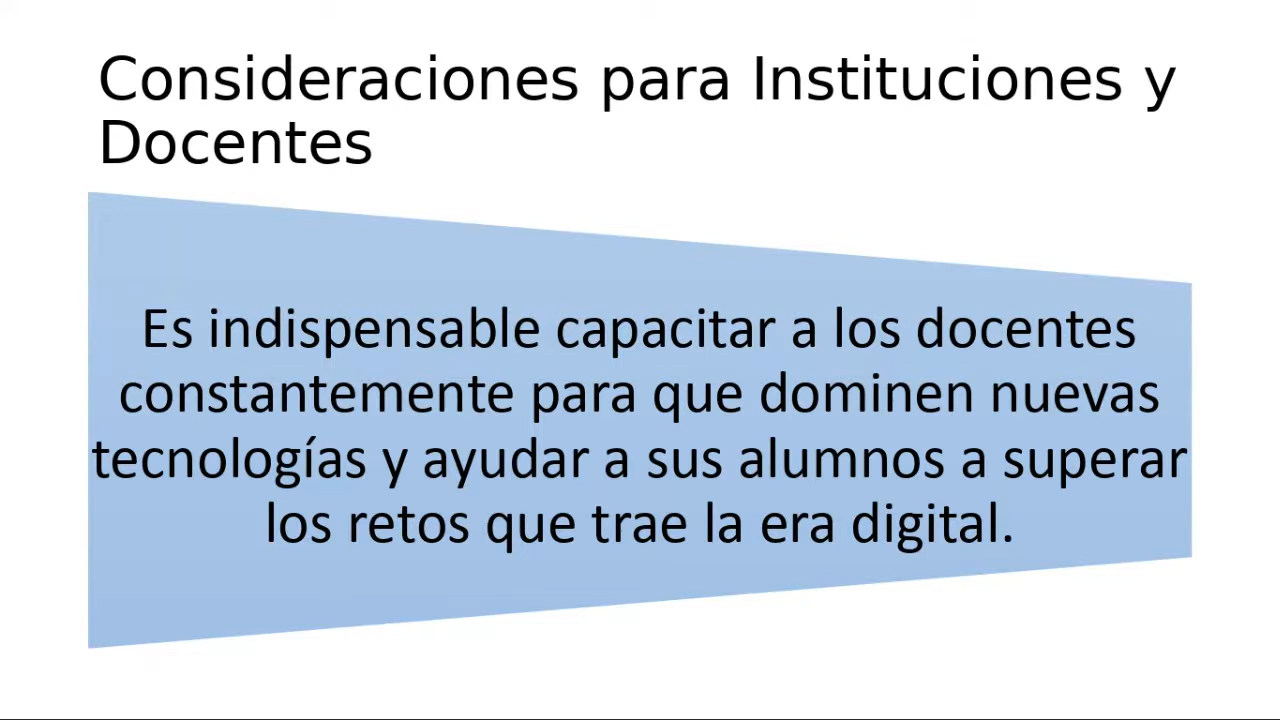 Consideraciones para Instituciones y
Docentes
Es indispensable capacitar a los docentes
constantemente para que dominen nuevas
tecnologías y ayudar a sus alumnos a superar
los retos que trae la era digital.